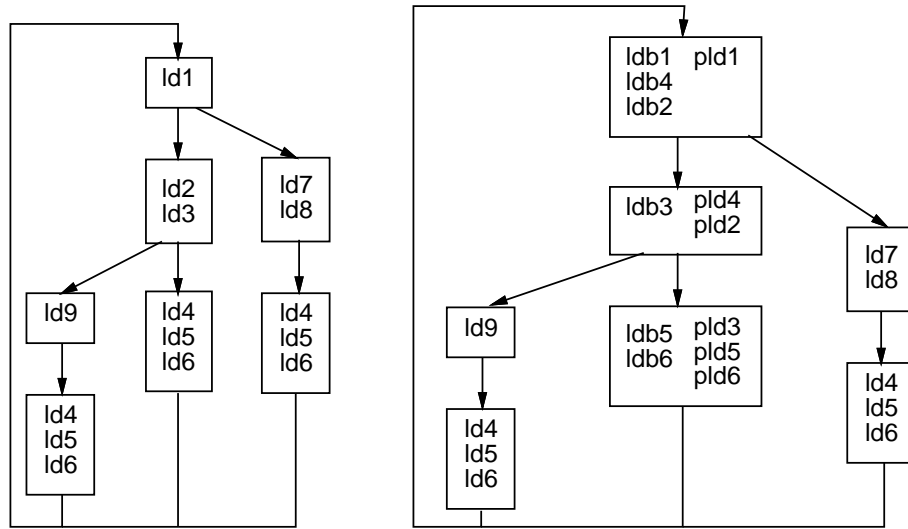 ld1
ld2
ld3
ld7
ld8
ld9
ld4
ld5
ld6
ld4
ld5
ld6
ld4
ld5
ld6
ldb1 pld1
ldb4
ldb2
ldb3 pld4
pld2
ld7
ld8
ld9
ldb5 pld3
ldb6 pld5
pld6
ld4
ld5
ld6
ld4
ld5
ld6